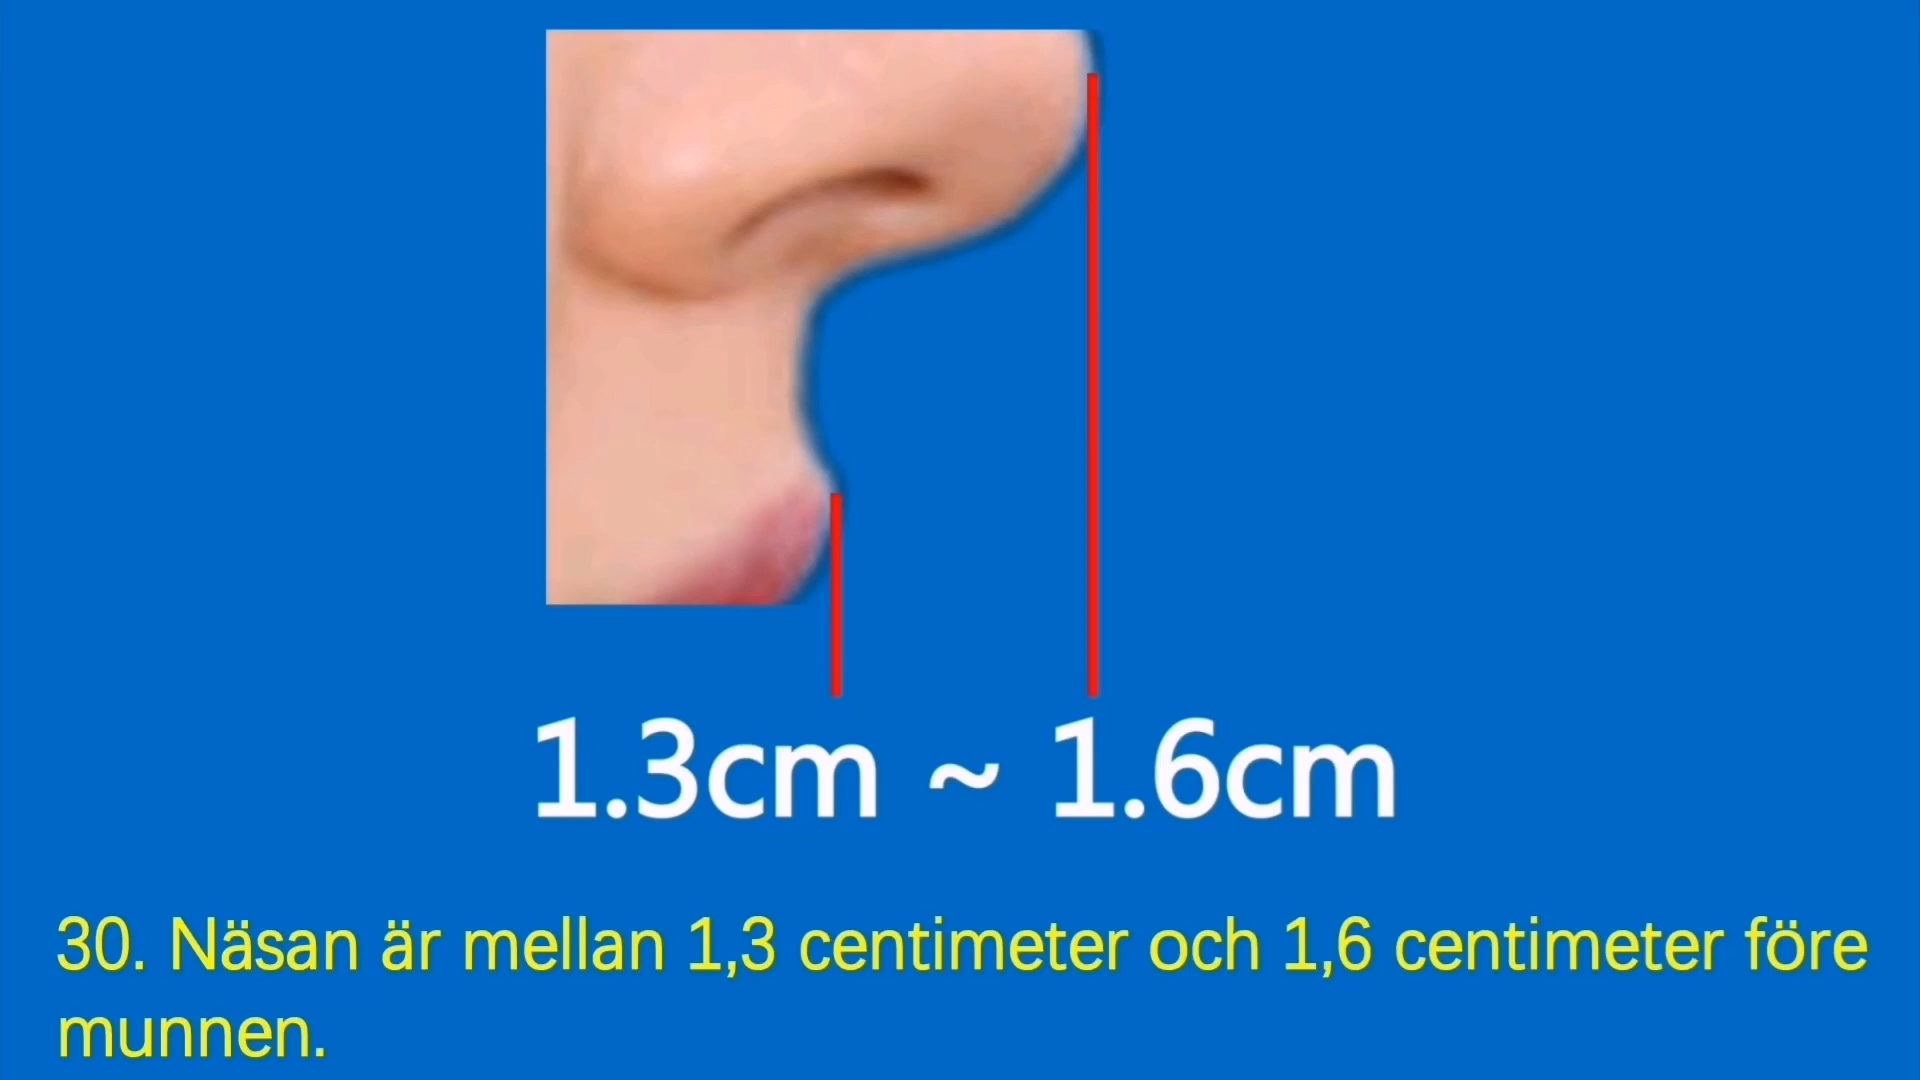 1.3cm ~ 1.6cm
30. Näsan är mellan 1,3 centimeter och 1,6 centimeter före
munnen.